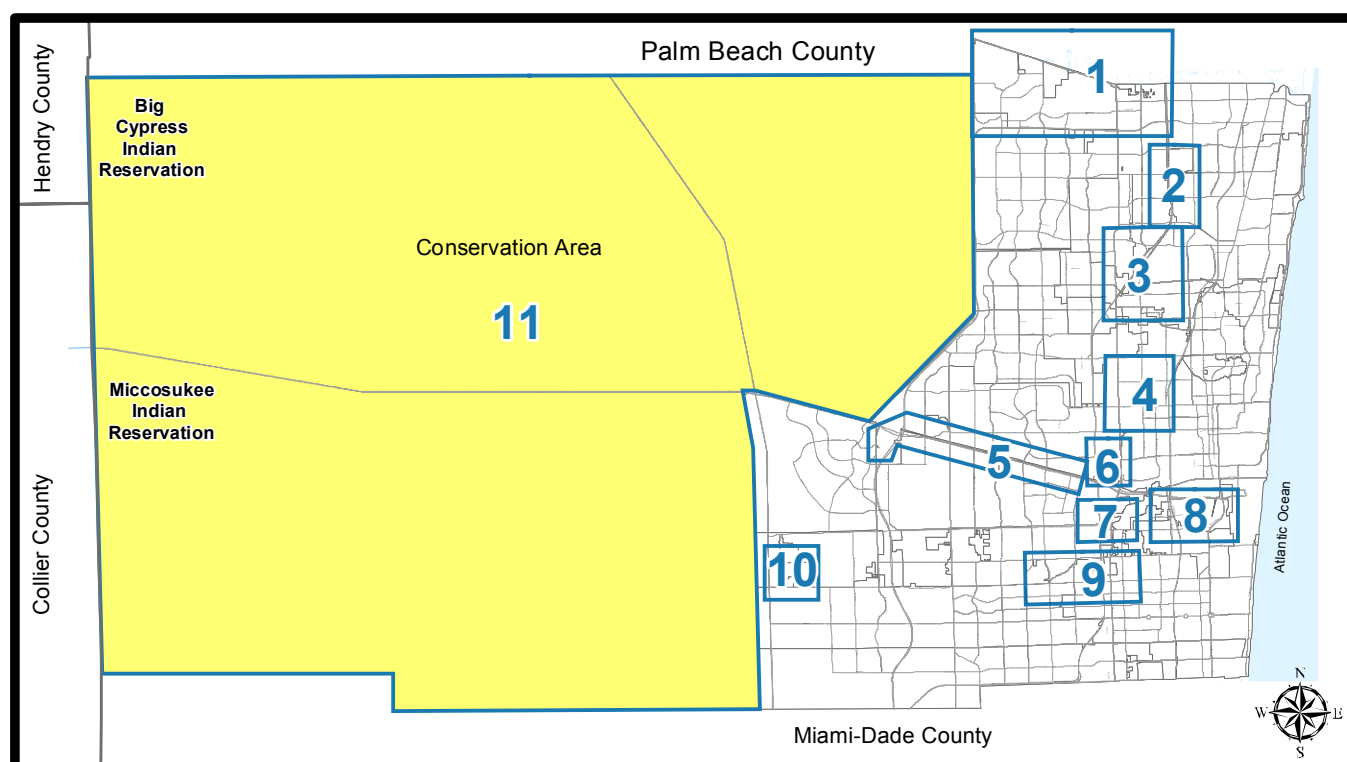 Palm Beach County
Hendry County
Big
Cypress
Indian
Reservation
1
2
Conservation Area
3
11
Miccosukee
Indian
Reservation
4
5
6
7
8
Atlantic Ocean
Collier County
10
9
Miami-Dade County
N
W
E
S